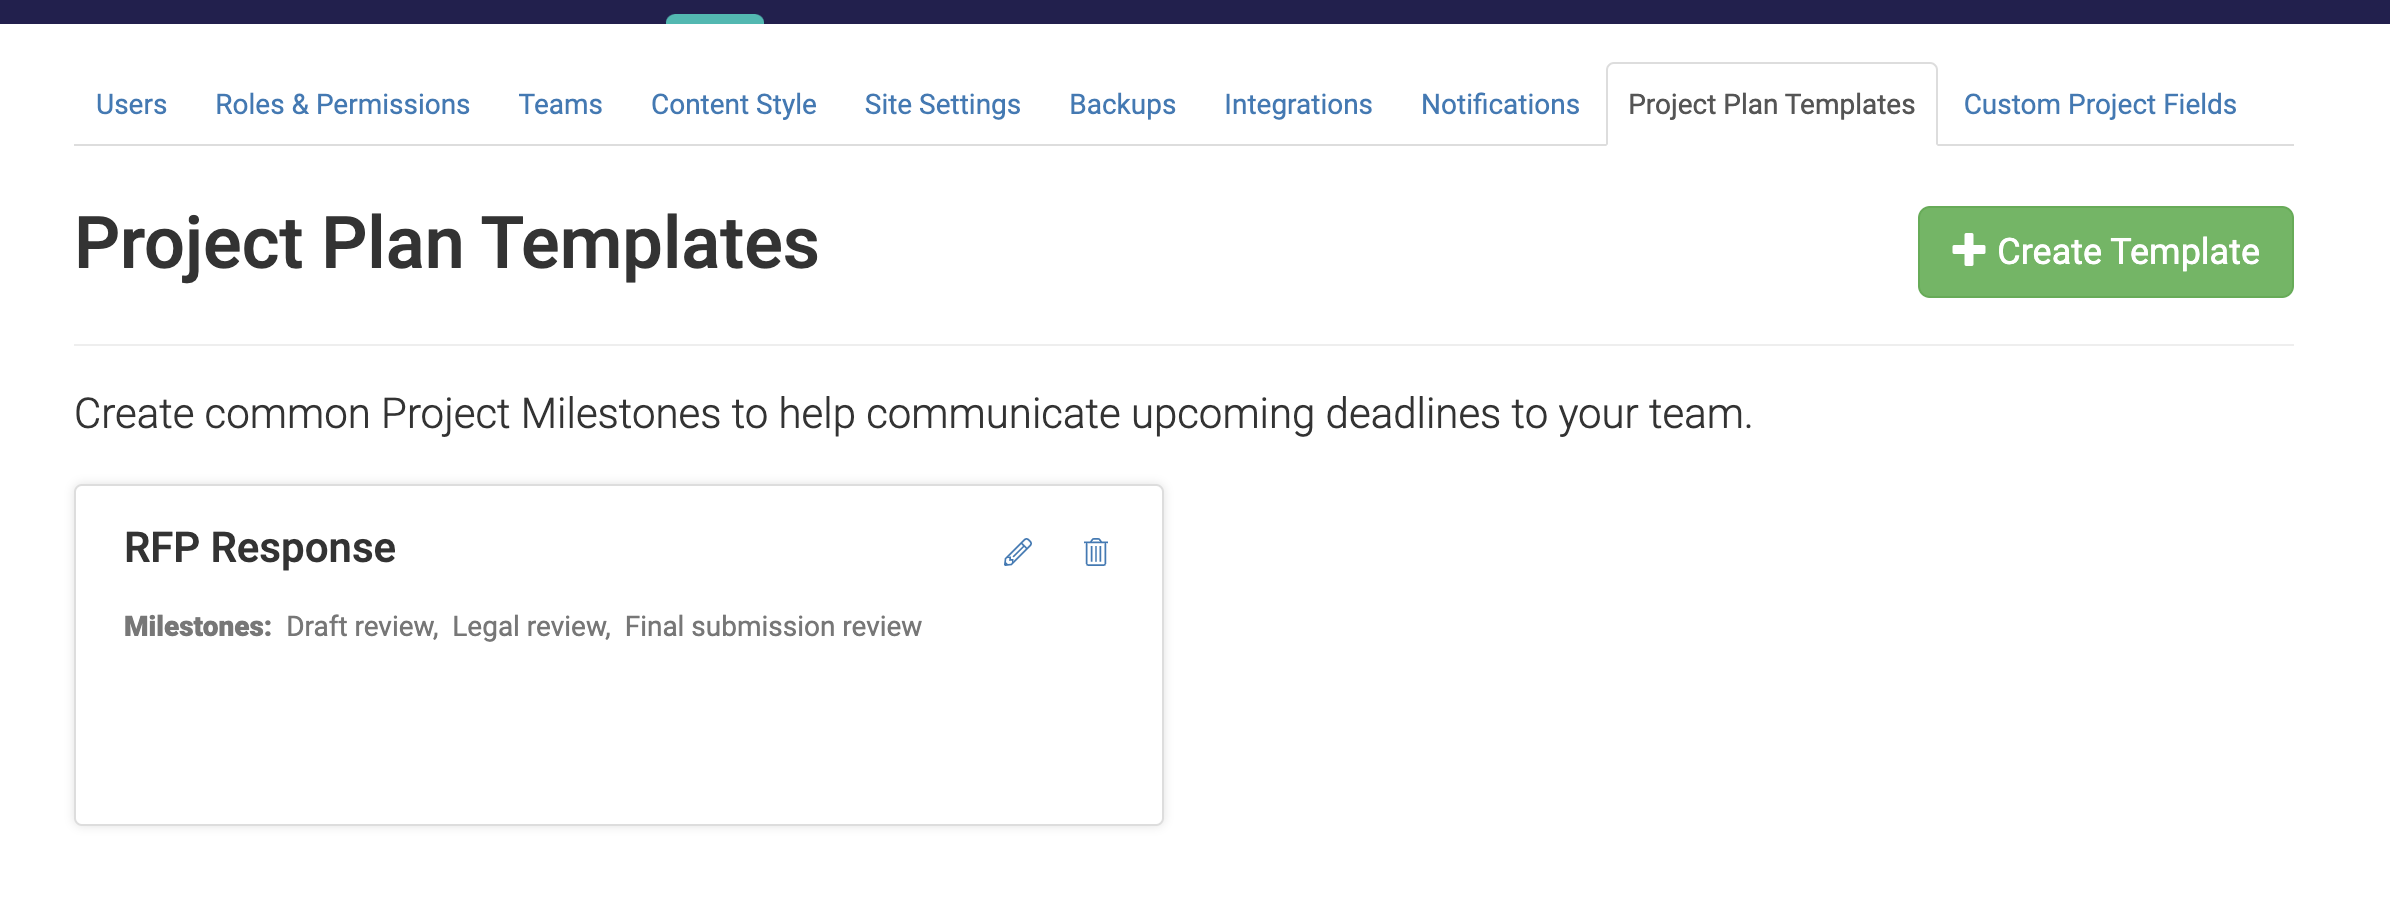 Users Roles & Permissions Teams Content Style Site Settings Backups Integrations Notifications Project Plan Templates Custom Project Fields
Project Plan Templates
Create Template
Create common Project Milestones to help communicate upcoming deadlines to your team.
RFP Response
Milestones: Draft review, Legal review, Final submission review